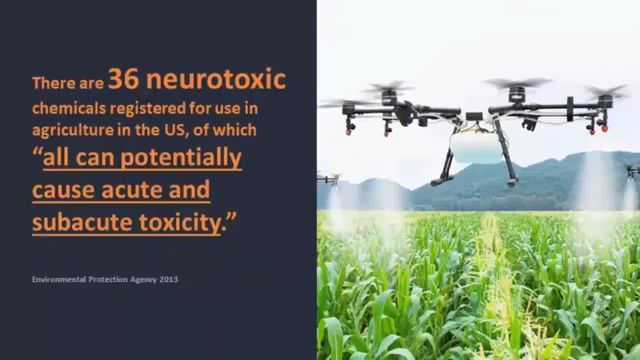 There are 36 neurotoxic
chemicals registered for use in
agriculture in the US, of which
“all can potentially
cause acute and
subacute toxicity.”
Environmental Protection Agency 2013